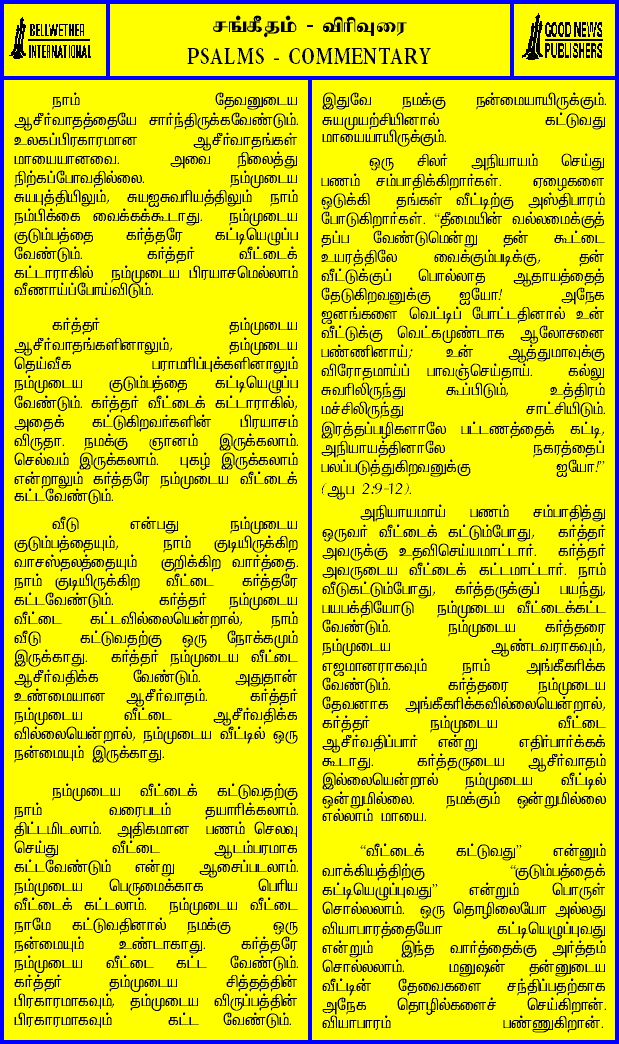 BELLWETHER
INTERNATIONAL
சங்கீதம் - விரிவுரை
PSALMS - COMMENTARY
GOOD NEWS
PUBLISHERS
நாம் தேவனுடைய
ஆசீர்வாதத்தையே சார்ந்திருக்கவேண்டும்.
உலகப்பிரகாரமான ஆசீர்வாதங்கள்
மாயையானவை. அவை நிலைத்து
நிற்கப்போவதில்லை. நம்முடைய
சுயபுத்தியிலும், சுயஐசுவரியத்திலும் நாம்
நம்பிக்கை வைக்கக்கூடாது. நம்முடைய
குடும்பத்தை கர்த்தரே கட்டியெழுப்ப
வேண்டும். கர்த்தர் வீட்டைக்
கட்டாராகில் நம்முடைய பிரயாசமெல்லாம்
வீணாய்ப்போய்விடும்.
கர்த்தர் தம்முடைய
ஆசீர்வாதங்களினாலும், தம்முடைய
தெய்வீக பராமரிப்புக்களினாலும்
நம்முடைய குடும்பத்தை கட்டியெழுப்ப
வேண்டும். கர்த்தர் வீட்டைக் கட்டாராகில்,
அதைக் கட்டுகிறவர்களின் பிரயாசம்
விருதா. நமக்கு ஞானம் இருக்கலாம்.
செல்வம் இருக்கலாம். புகழ் இருக்கலாம்
என்றாலும் கர்த்தரே நம்முடைய வீட்டைக்
கட்டவேண்டும்.
வீடு என்பது நம்முடைய
குடும்பத்தையும், நாம் குடியிருக்கிற
வாசஸ்தலத்தையும் குறிக்கிற வார்த்தை.
நாம் குடியிருக்கிற வீட்டை கர்த்தரே
கட்டவேண்டும். கர்த்தர் நம்முடைய
வீட்டை கட்டவில்லையென்றால், நாம்
வீடு கட்டுவதற்கு ஒரு நோக்கமும்
இருக்காது. கர்த்தர் நம்முடைய வீட்டை
ஆசீர்வதிக்க வேண்டும். அதுதான்
உண்மையான ஆசீர்வாதம். கர்த்தர்
நம்முடைய வீட்டை ஆசீர்வதிக்க
வில்லையென்றால், நம்முடைய வீட்டில் ஒரு
நன்மையும் இருக்காது.
நம்முடைய வீட்டைக் கட்டுவதற்கு
நாம் வரைபடம் தயாரிக்கலாம்.
திட்டமிடலாம். அதிகமான பணம் செலவு
செய்து வீட்டை ஆடம்பரமாக
கட்டவேண்டும் என்று ஆசைப்படலாம்.
நம்முடைய பெருமைக்காக பெரிய
வீட்டைக் கட்டலாம். நம்முடைய வீட்டை
நாமே கட்டுவதினால் நமக்கு ஒரு
நன்மையும் உண்டாகாது. கர்த்தரே
நம்முடைய வீட்டை கட்ட வேண்டும்.
கர்த்தர் தம்முடைய சித்தத்தின்
பிரகாரமாகவும், தம்முடைய விருப்பத்தின்
பிரகாரமாகவும் கட்ட வேண்டும்.
இதுவே நமக்கு நன்மையாயிருக்கும்.
சுயமுயற்சியினால் கட்டுவது
மாயையாயிருக்கும்.
ஒரு சிலர் அநியாயம் செய்து
பணம் சம்பாதிக்கிறார்கள். ஏழைகளை
ஒடுக்கி தங்கள் வீட்டிற்கு அஸ்திபாரம்
போடுகிறார்கள். “தீமையின் வல்லமைக்குத்
தப்ப வேண்டுமென்று தன் கூட்டை
உயரத்திலே வைக்கும்படிக்கு, தன்
வீட்டுக்குப் பொல்லாத ஆதாயத்தைத்
தேடுகிறவனுக்கு ஐயோ! அநேக
ஜனங்களை வெட்டிப் போட்டதினால் உன்
வீட்டுக்கு வெட்கமுண்டாக ஆலோசனை
பண்ணினாய்; உன் ஆத்துமாவுக்கு
விரோதமாய்ப் பாவஞ்செய்தாய். கல்லு
சுவரிலிருந்து கூப்பிடும், உத்திரம்
மச்சிலிருந்து சாட்சியிடும்.
இரத்தப்பழிகளாலே பட்டணத்தைக் கட்டி,
அநியாயத்தினாலே நகரத்தைப்
பலப்படுத்துகிறவனுக்கு ஐயோ!”
(ஆப 2:9-12).
அநியாயமாய் பணம் சம்பாதித்து
ஒருவர் வீட்டைக் கட்டும்போது, கர்த்தர்
அவருக்கு உதவிசெய்யமாட்டார். கர்த்தர்
அவருடைய வீட்டைக் கட்டமாட்டார். நாம்
வீடுகட்டும்போது, கர்த்தருக்குப் பயந்து,
பயபக்தியோடு நம்முடைய வீட்டைக்கட்ட
வேண்டும். நம்முடைய கர்த்தரை
நம்முடைய ஆண்டவராகவும்,
எஜமானராகவும் நாம் அங்கீகரிக்க
வேண்டும். கர்த்தரை நம்முடைய
தேவனாக அங்கீகரிக்கவில்லையென்றால்,
கர்த்தர் நம்முடைய வீட்டை
ஆசீர்வதிப்பார் என்று எதிர்பார்க்கக்
கூடாது. கர்த்தருடைய ஆசீர்வாதம்
இல்லையென்றால் நம்முடைய வீட்டில்
ஒன்றுமில்லை. நமக்கும் ஒன்றுமில்லை
எல்லாம் மாயை.
“வீட்டைக் கட்டுவது” என்னும்
வாக்கியத்திற்கு “குடும்பத்தைக்
கட்டியெழுப்புவது” என்றும் பொருள்
சொல்லலாம். ஒரு தொழிலையோ அல்லது
வியாபாரத்தையோ கட்டியெழுப்புவது
என்றும் இந்த வார்த்தைக்கு அர்த்தம்
சொல்லலாம். மனுஷன் தன்னுடைய
வீட்டின் தேவைகளை சந்திப்பதற்காக
அநேக தொழில்களைச் செய்கிறான்.
வியாபாரம் பண்ணுகிறான்.